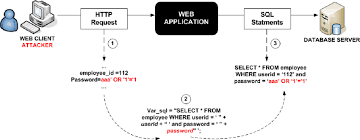 HTTP
Request
WEB
APPLICATION
SQL
Statments
WEB CLIENT
ATTACKER
DATABASE SERVER
1
3
...
employee_id =112
Password='aaa' OR '1'='1'
...
SELECT * FROM employee
WHERE userid = '112' and
password = 'aaa' OR '1'='1'
2
Var_sql = "SELECT * FROM
employee WHERE userid = ' " +
userid + " ' and password = ' " +
password" ';